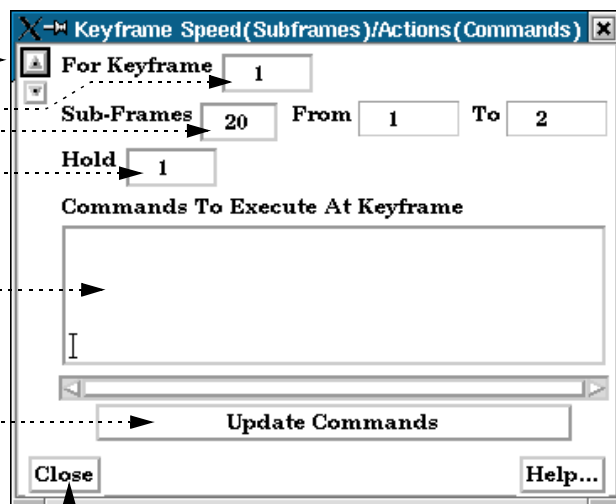 Keyframe Speed(Subframes)/Actions(Commands)
For Keyframe 1
Sub-Frames 20 From 1 To 2
Hold 1
Commands To Execute At Keyframe
Update Commands
Close Help...